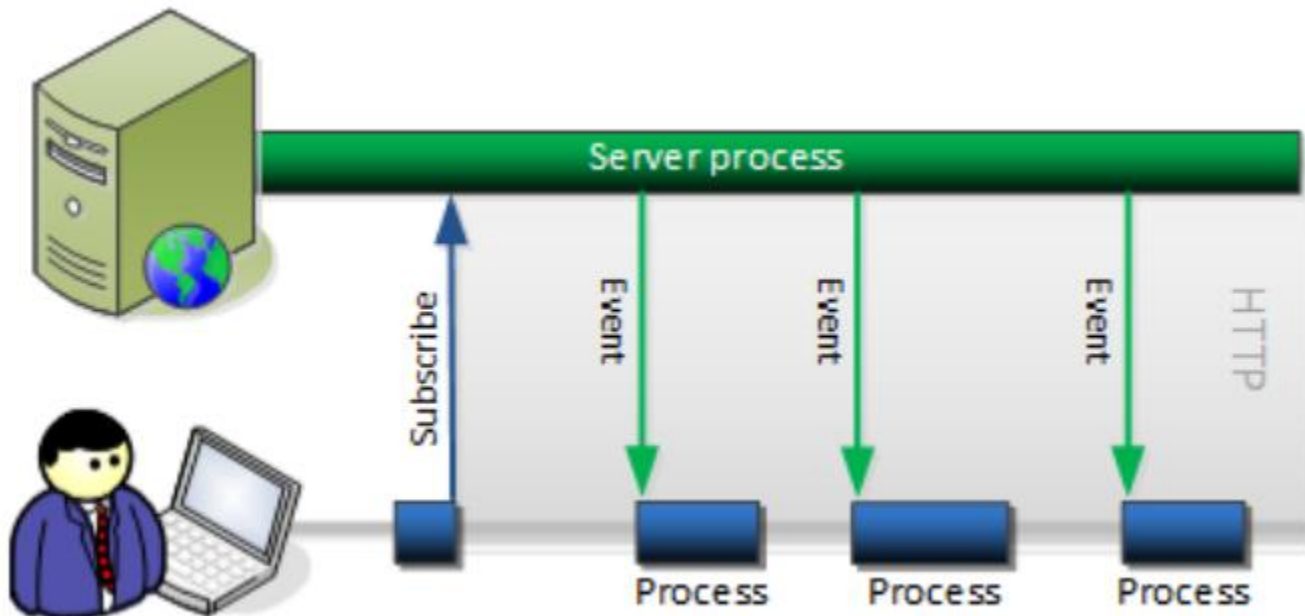 Server process
Subscribe
Event
Event
Event
HTTP
Process
Process
Process